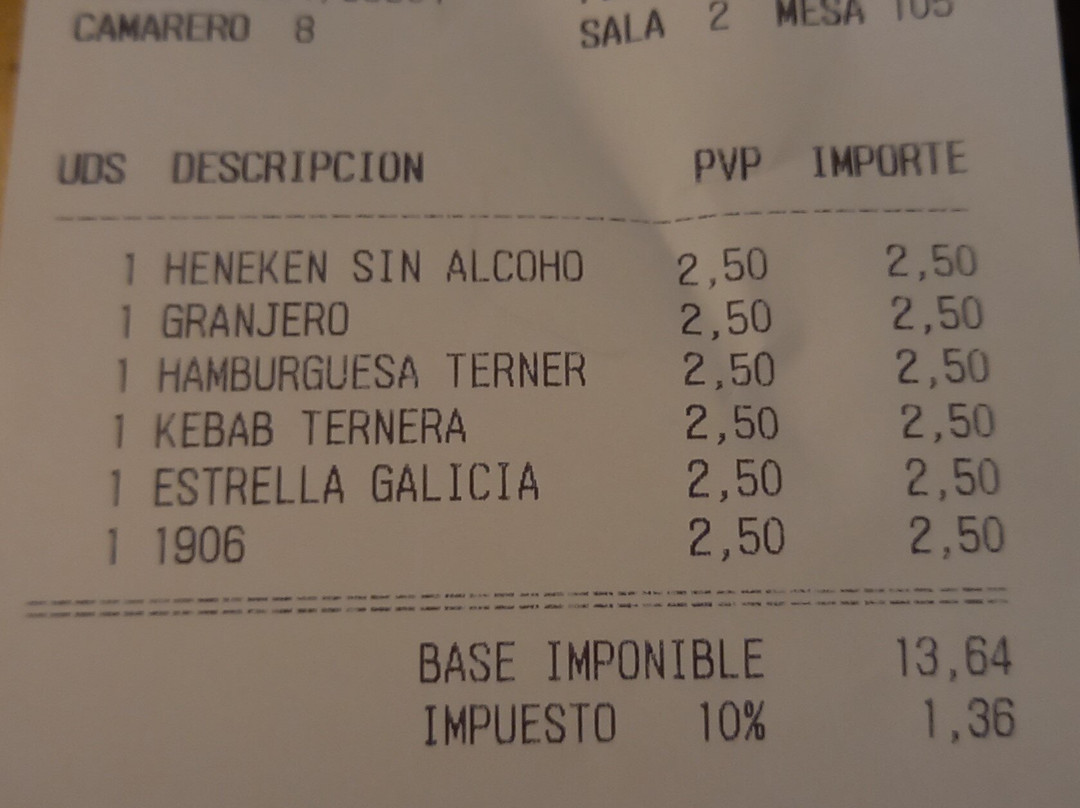 CAMARERO 8 SALA 2 MESA 105
UDS DESCRIPCION PVP IMPORTE
1 HENEKEN SIN ALCOHO 2,50 2,50
1 GRANJERO 2,50 2,50
1 HAMBURGUESA TERNER 2,50 2,50
1 KEBAB TERNERA 2,50 2,50
1 ESTRELLA GALICIA 2,50 2,50
1 1906 2,50 2,50
BASE IMPONIBLE 13,64
IMPUESTO 10% 1,36